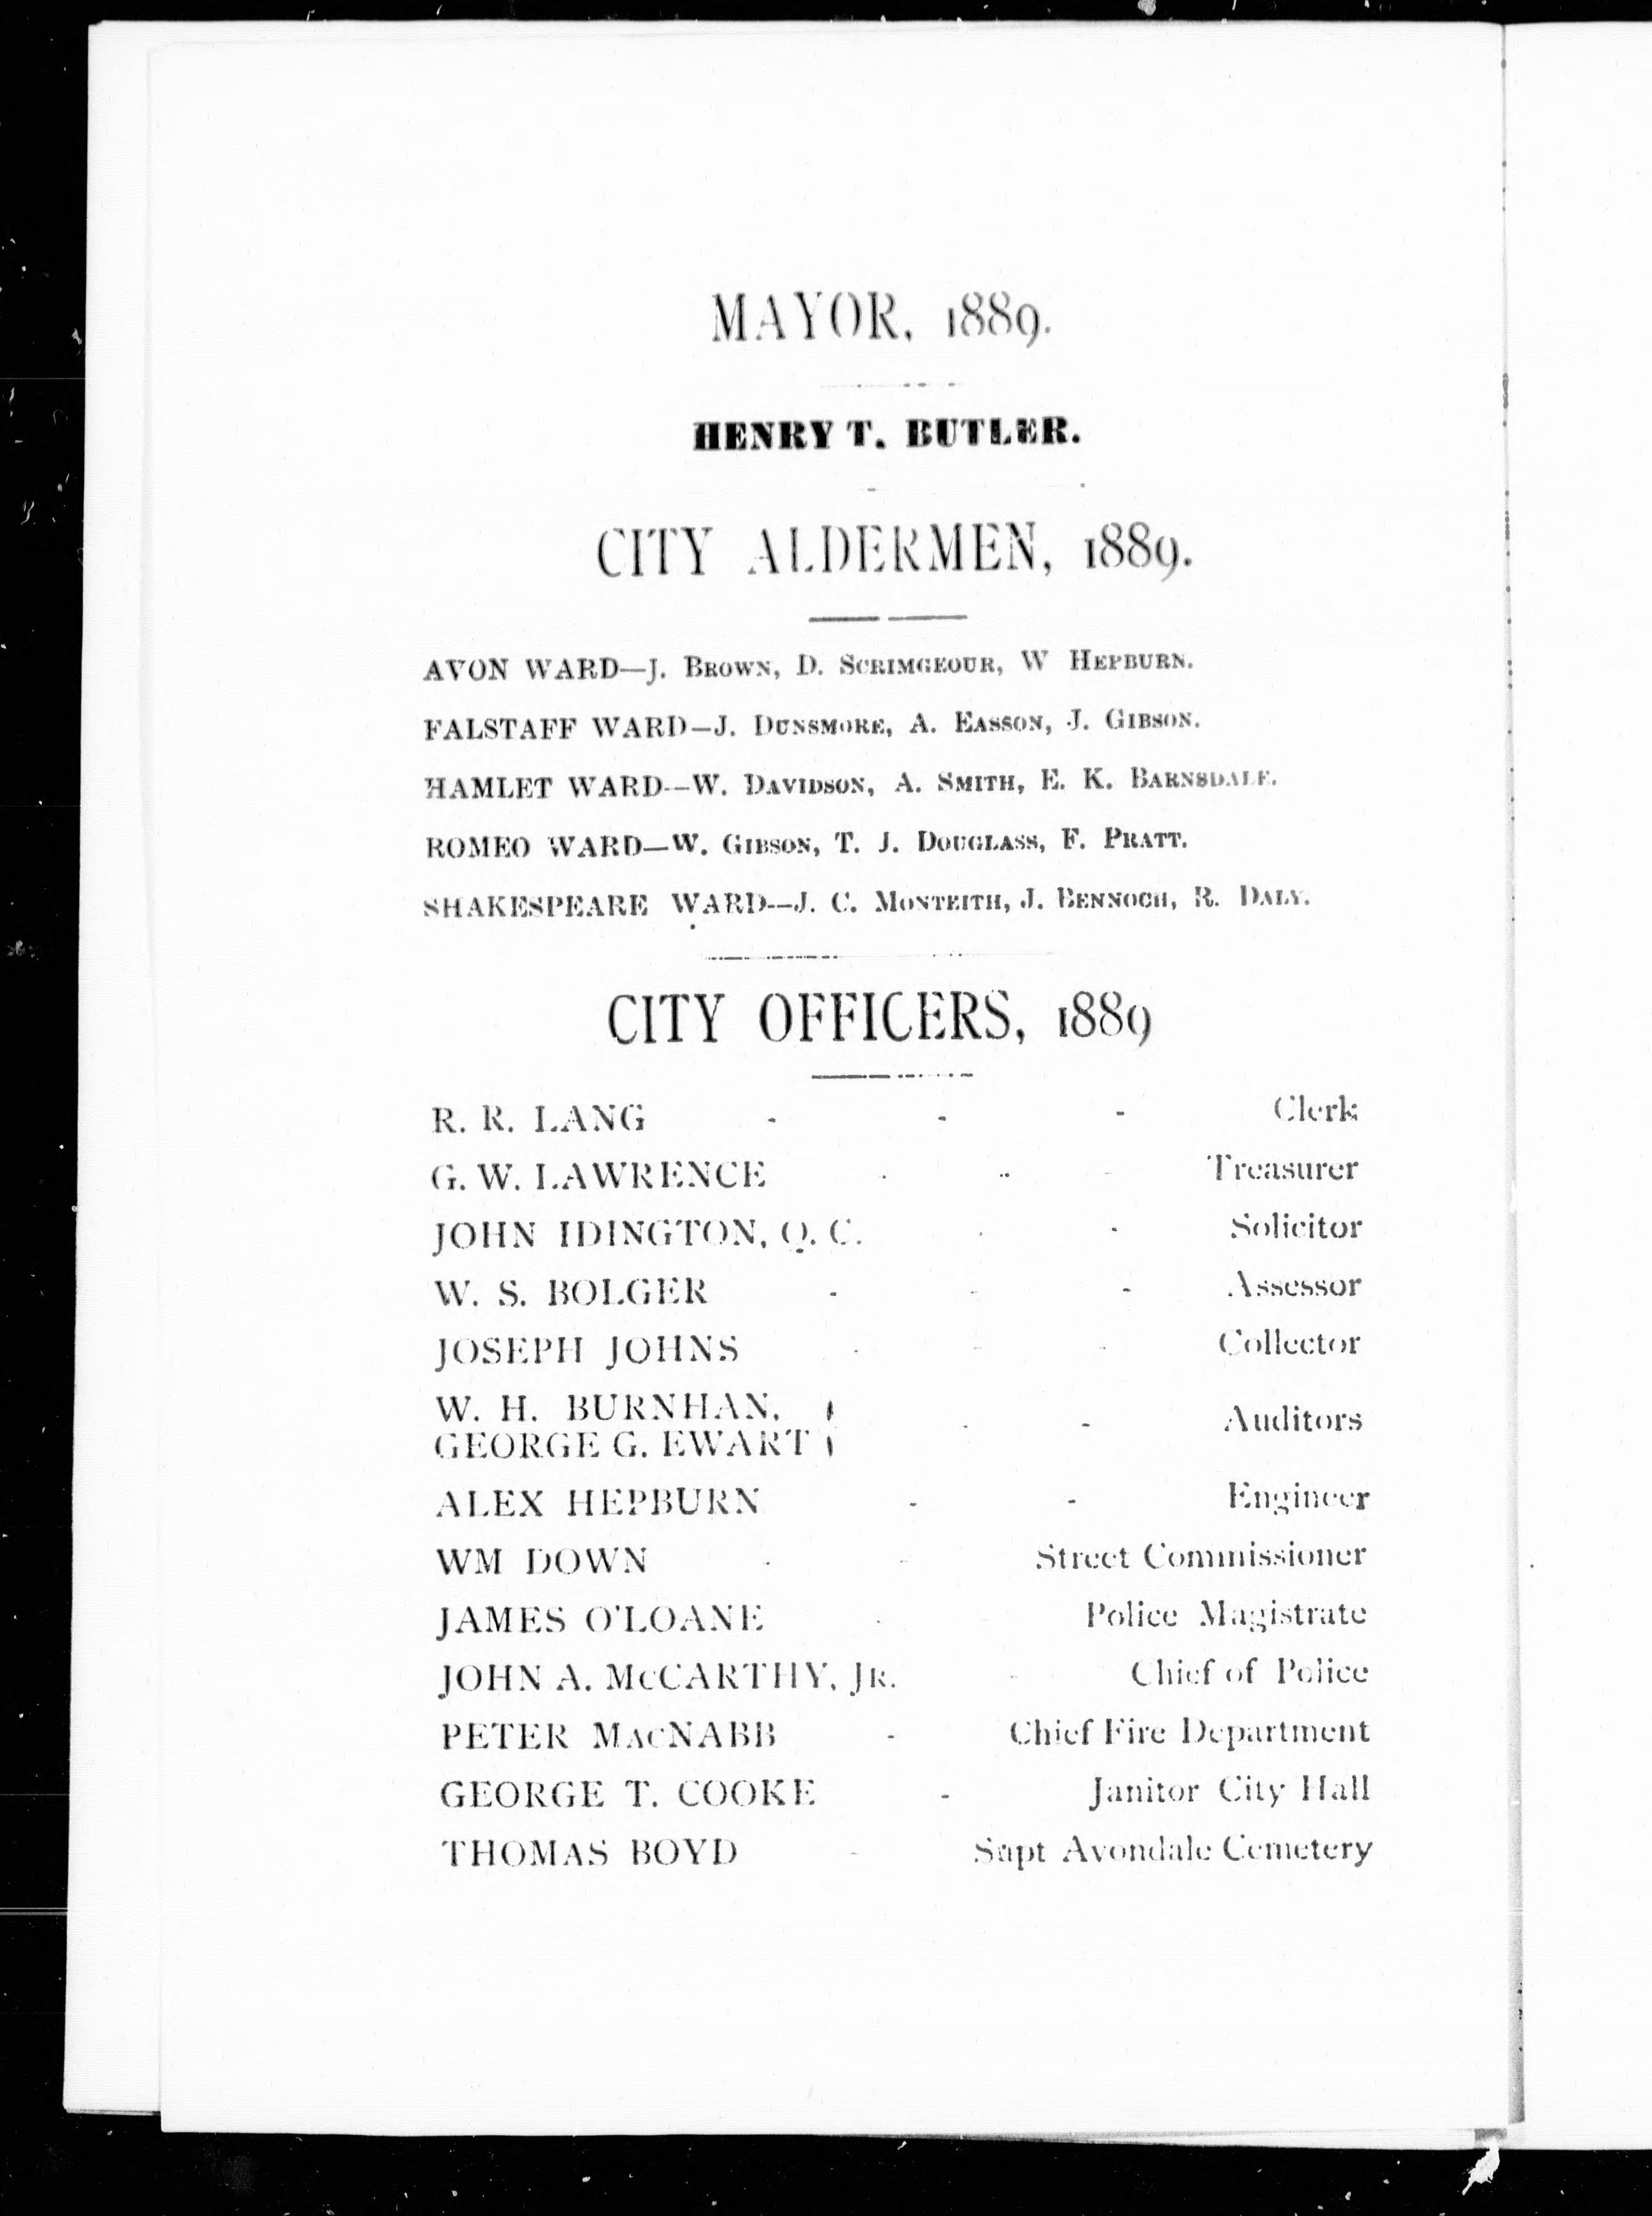 MAYOR, 1889.
HENRY T. BUTLER.
CITY ALDERMEN, 1889.
AVON WARD—J. BROWN, D. SCRIMGEOUR, W HEPBURN.
FALSTAFF WARD—J. DUNSMORE, A. EASSON, J. GIBSON.
HAMLET WARD—W. DAVIDSON, A. SMITH, E. K. BARNSDALE.
ROMEO WARD—W. GIBSON, T. J. DOUGLASS, F. PRATT.
SHAKESPEARE WARD—J. C. MONTEITH, J. BENNOCH, R. DALY.
CITY OFFICERS, 1889
R. R. LANG - - - Clerk
G. W. LAWRENCE - - - Treasurer
JOHN IDINGTON, Q. C. - - Solicitor
W. S. BOLGER - - - Assessor
JOSEPH JOHNS - - - Collector
W. H. BURNHAN,
GEORGE G. EWART } - - Auditors
ALEX HEPBURN - - Engineer
WM DOWN - - Street Commissioner
JAMES O'LOANE - - Police Magistrate
JOHN A. McCARTHY, JR. - Chief of Police
PETER MACNABB - Chief Fire Department
GEORGE T. COOKE - Janitor City Hall
THOMAS BOYD - Supt Avondale Cemetery